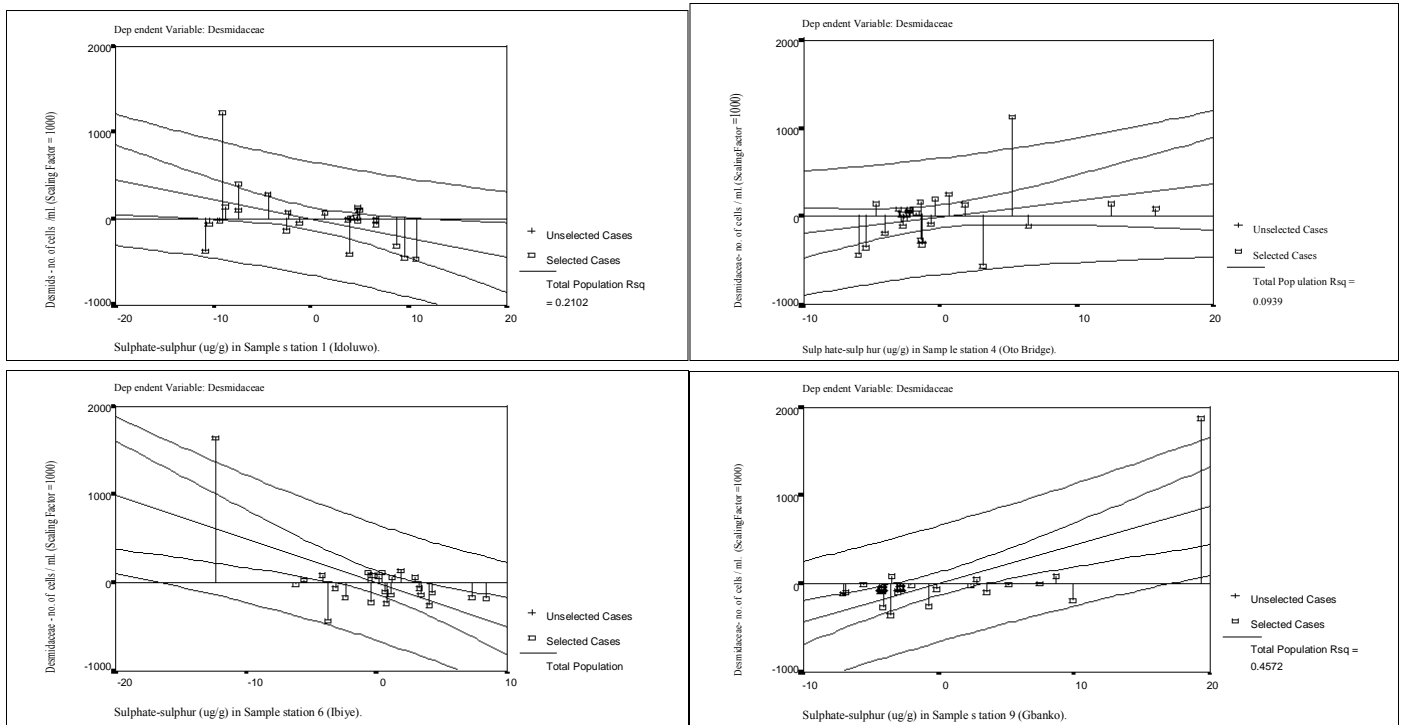 Dep endent Variable: Desmidaceae
Desmids - no. of cells /ml. (Scaling Factor = 1000)
2000
1000
0
-1000
-20
-10
0
10
20
Unselected Cases
Selected Cases
Total Population Rsq
= 0.2102
Sulphate-sulphur (ug/g) in Sample s tation 1 (Idoluwo).
Dep endent Variable: Desmidaceae
Desmidaceae- no. of cells / ml.(ScalingFactor =1000)
2000
1000
0
-1000
-10
0
10
20
Unselected Cases
Selected Cases
Total Pop ulation Rsq =
0.0939
Sulp hate-sulp hur (ug/g) in Samp le station 4 (Oto Bridge).
Dep endent Variable: Desmidaceae
Desmidaceae - no. of cells / ml. (Scaling Factor =1000)
2000
1000
0
-1000
-20
-10
0
10
Unselected Cases
Selected Cases
Total Population
Sulphate-sulphur (ug/g) in Sample station 6 (Ibiye).
Dep endent Variable: Desmidaceae
Desmidaceae- no. of cells / ml. (ScalingFactor =1000)
2000
1000
0
-1000
-10
0
10
20
Unselected Cases
Selected Cases
Total Population Rsq =
0.4572
Sulphate-sulphur (ug/g) in Sample s tation 9 (Gbanko).